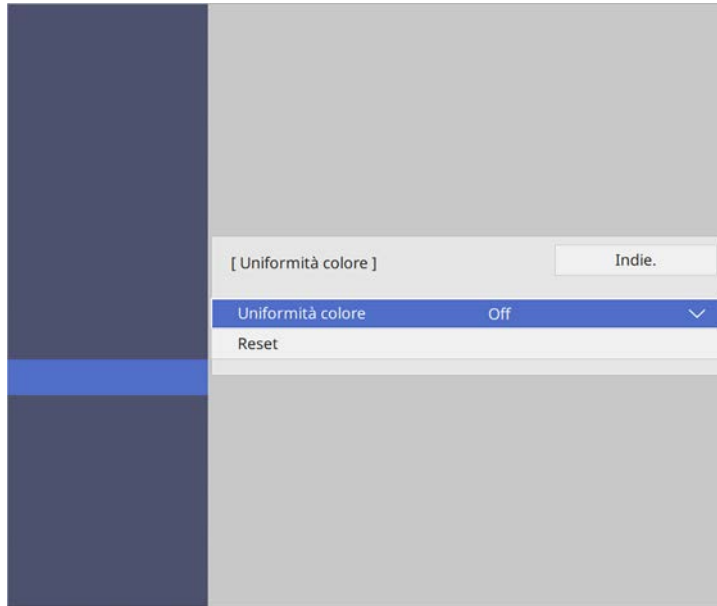 [ Uniformità colore ]
Indie.
Uniformità colore Off
Reset